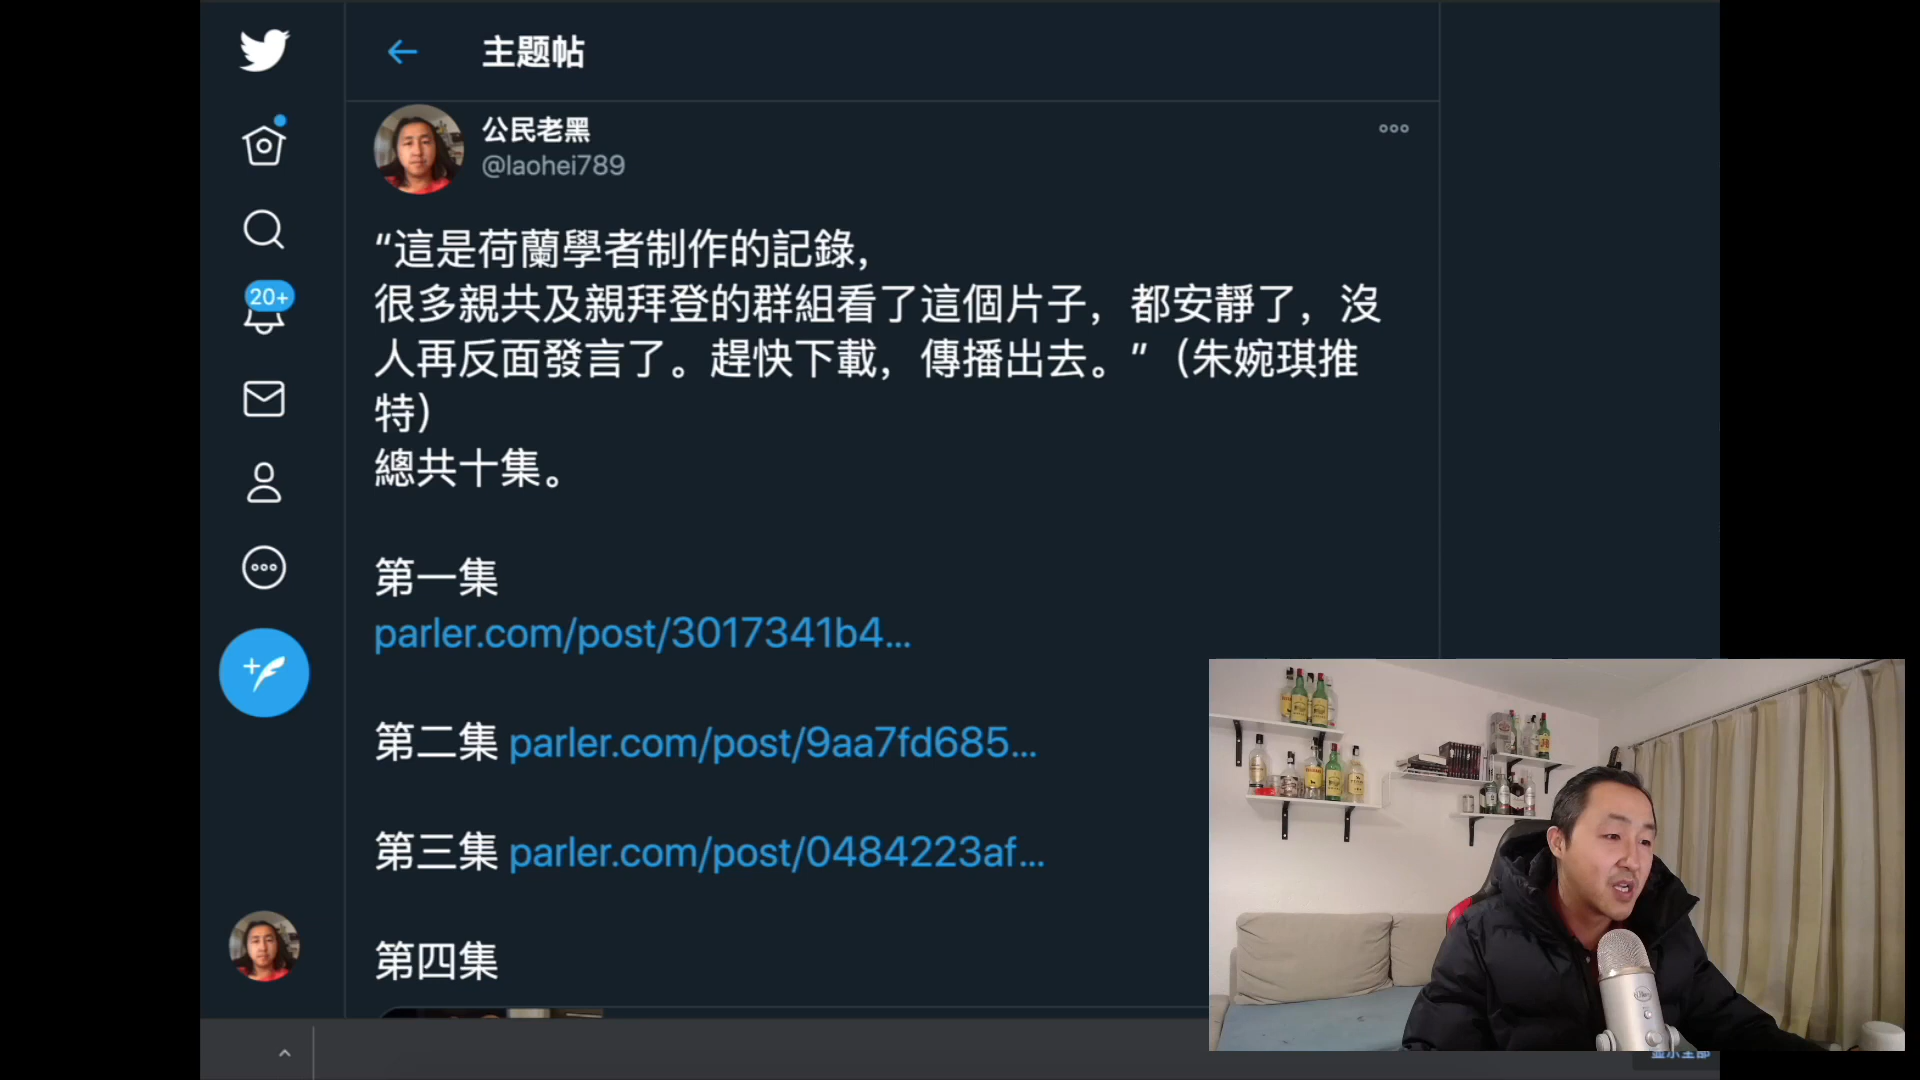 主题帖
公民老黑
@laohei789
20+
“這是荷蘭學者制作的記錄，
很多親共及親拜登的群組看了這個片子，都安靜了，沒
人再反面發言了。趕快下載，傳播出去。”（朱婉琪推
特）
總共十集。
第一集
parler.com/post/3017341b4...
第二集 parler.com/post/9aa7fd685...
第三集 parler.com/post/0484223af...
第四集